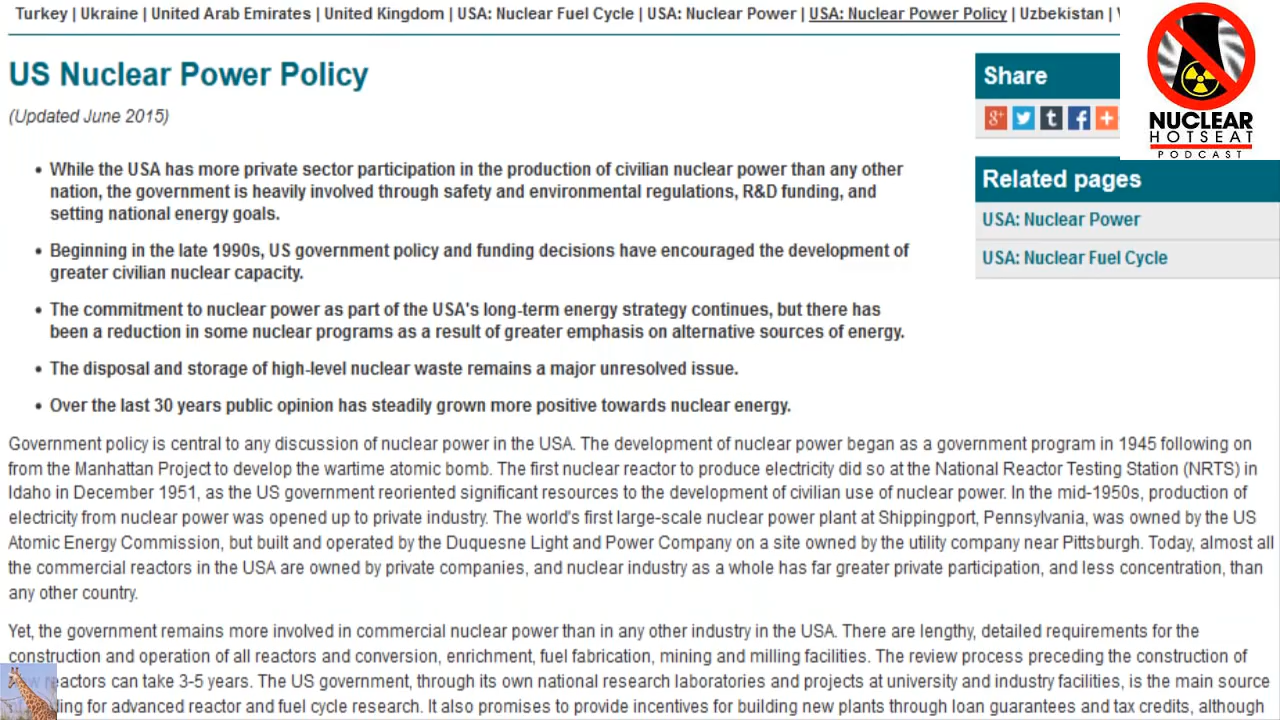 Turkey | Ukraine | United Arab Emirates | United Kingdom | USA: Nuclear Fuel Cycle | USA: Nuclear Power | USA: Nuclear Power Policy | Uzbekistan |
US Nuclear Power Policy
(Updated June 2015)
• While the USA has more private sector participation in the production of civilian nuclear power than any other
nation, the government is heavily involved through safety and environmental regulations, R&D funding, and
setting national energy goals.
• Beginning in the late 1990s, US government policy and funding decisions have encouraged the development of
greater civilian nuclear capacity.
• The commitment to nuclear power as part of the USA's long-term energy strategy continues, but there has
been a reduction in some nuclear programs as a result of greater emphasis on alternative sources of energy.
• The disposal and storage of high-level nuclear waste remains a major unresolved issue.
• Over the last 30 years public opinion has steadily grown more positive towards nuclear energy.
Share
NUCLEAR
HOTSEAT
PODCAST
Related pages
USA: Nuclear Power
USA: Nuclear Fuel Cycle
Government policy is central to any discussion of nuclear power in the USA. The development of nuclear power began as a government program in 1945 following on
from the Manhattan Project to develop the wartime atomic bomb. The first nuclear reactor to produce electricity did so at the National Reactor Testing Station (NRTS) in
Idaho in December 1951, as the US government reoriented significant resources to the development of civilian use of nuclear power. In the mid-1950s, production of
electricity from nuclear power was opened up to private industry. The world's first large-scale nuclear power plant at Shippingport, Pennsylvania, was owned by the US
Atomic Energy Commission, but built and operated by the Duquesne Light and Power Company on a site owned by the utility company near Pittsburgh. Today, almost all
the commercial reactors in the USA are owned by private companies, and nuclear industry as a whole has far greater private participation, and less concentration, than
any other country.
Yet, the government remains more involved in commercial nuclear power than in any other industry in the USA. There are lengthy, detailed requirements for the
construction and operation of all reactors and conversion, enrichment, fuel fabrication, mining and milling facilities. The review process preceding the construction of
reactors can take 3-5 years. The US government, through its own national research laboratories and projects at university and industry facilities, is the main source
for advanced reactor and fuel cycle research. It also promises to provide incentives for building new plants through loan guarantees and tax credits, although